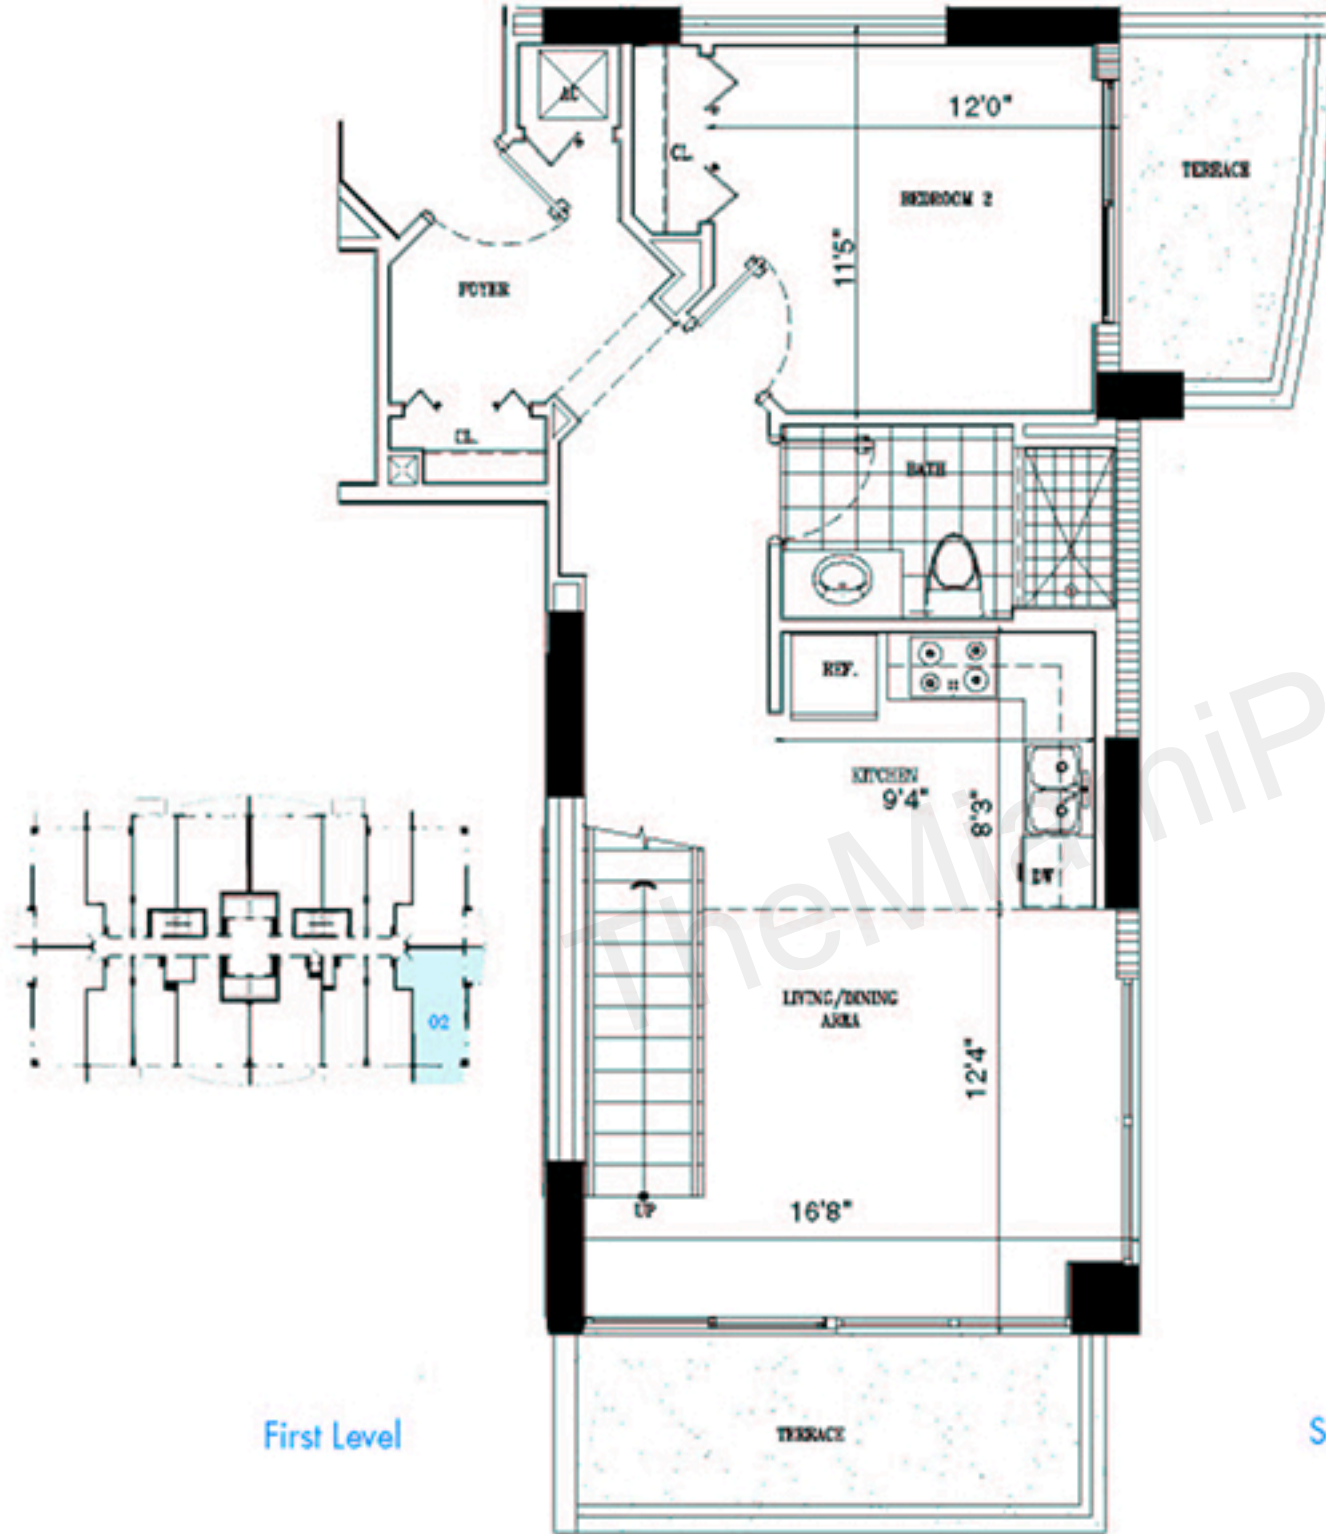 AC
12'0"
CL.
TERRACE
BEDROOM 2
11'5"
FOYER
CL.
BATH
REF.
KITCHEN
9'4"
8'3"
DW
02
LIVING/DINING
AREA
12'4"
UP
16'8"
First Level
TERRACE
S
TheMiamiP